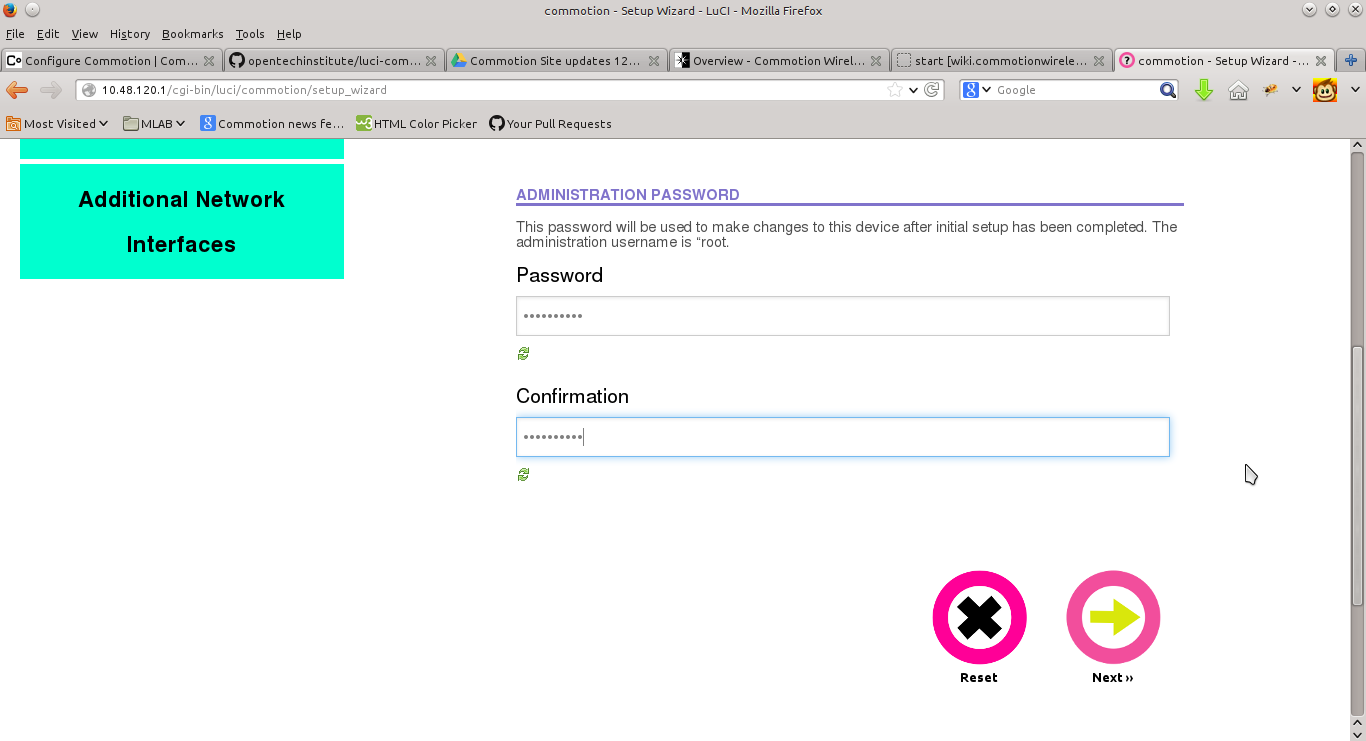 commotion - Setup Wizard - LuCI - Mozilla Firefox
File Edit View History Bookmarks Tools Help
Configure Commotion | Com... opentechinstitute/luci-com... Commotion Site updates 12... Overview - Commotion Wirel... start [wiki.commotionwirele... commotion - Setup Wizard - ...
10.48.120.1/cgi-bin/luci/commotion/setup_wizard Google
Most Visited MLAB Commotion news fe... HTML Color Picker Your Pull Requests
Additional Network
Interfaces
ADMINISTRATION PASSWORD
This password will be used to make changes to this device after initial setup has been completed. The
administration username is “root.
Password
••••••••••
Confirmation
••••••••••
Reset Next »